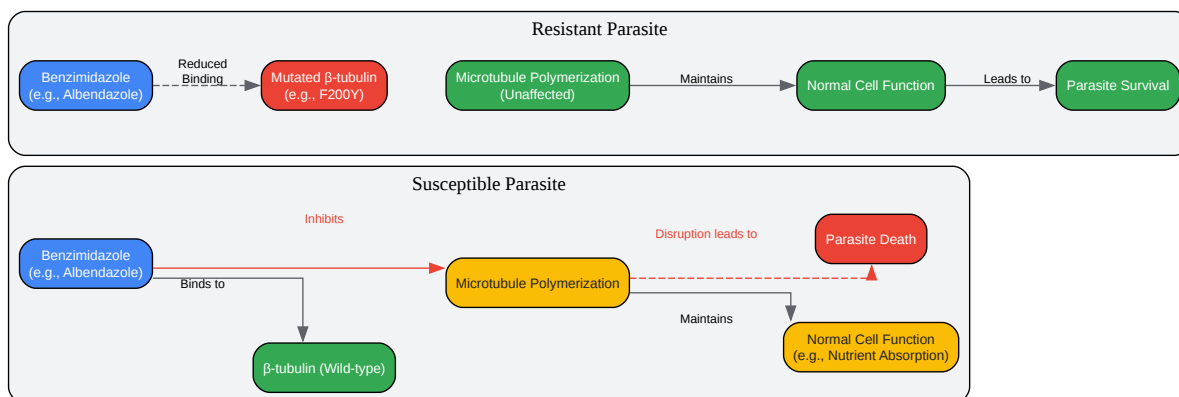 Resistant Parasite
Benzimidazole
(e.g., Albendazole)
Reduced
Binding
Mutated β-tubulin
(e.g., F200Y)
Microtubule Polymerization
(Unaffected)
Maintains
Normal Cell Function
Leads to
Parasite Survival
Susceptible Parasite
Benzimidazole
(e.g., Albendazole)
Inhibits
Binds to
β-tubulin (Wild-type)
Microtubule Polymerization
Disruption leads to
Parasite Death
Maintains
Normal Cell Function
(e.g., Nutrient Absorption)